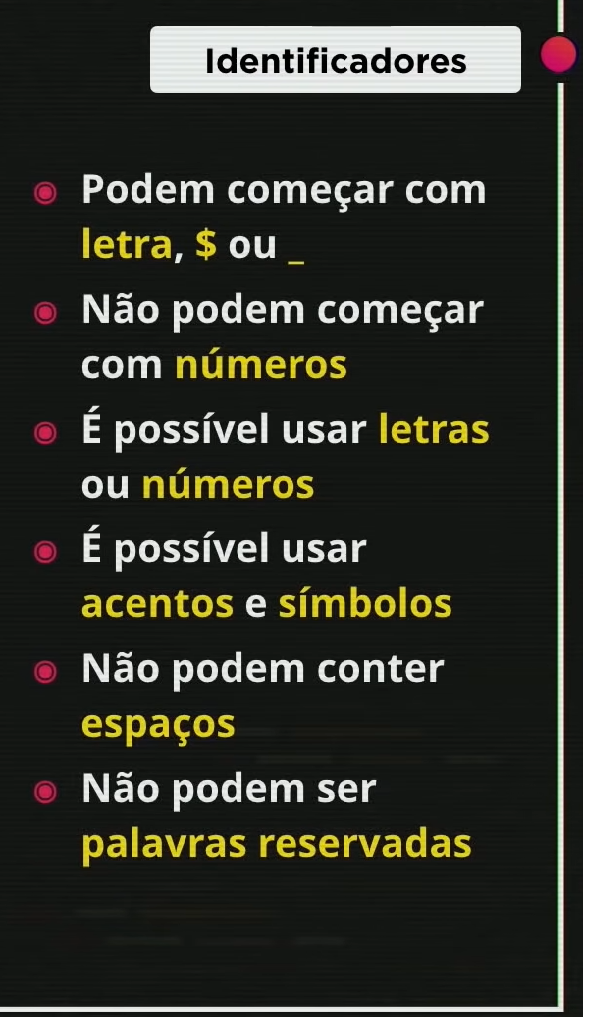 Identificadores
Podem começar com
letra, $ ou _
Não podem começar
com números
É possível usar letras
ou números
É possível usar
acentos e símbolos
Não podem conter
espaços
Não podem ser
palavras reservadas